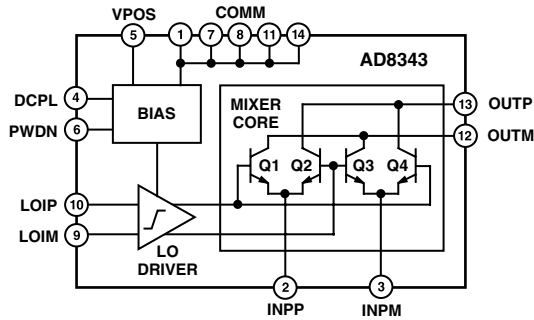 VPOS COMM
5 1 7 8 11 14
AD8343
DCPL 4
PWDN 6
BIAS
MIXER
CORE
13 OUTP
12 OUTM
Q1 Q2 Q3 Q4
LOIP 10
LOIM 9
LO
DRIVER
2 3
INPP INPM